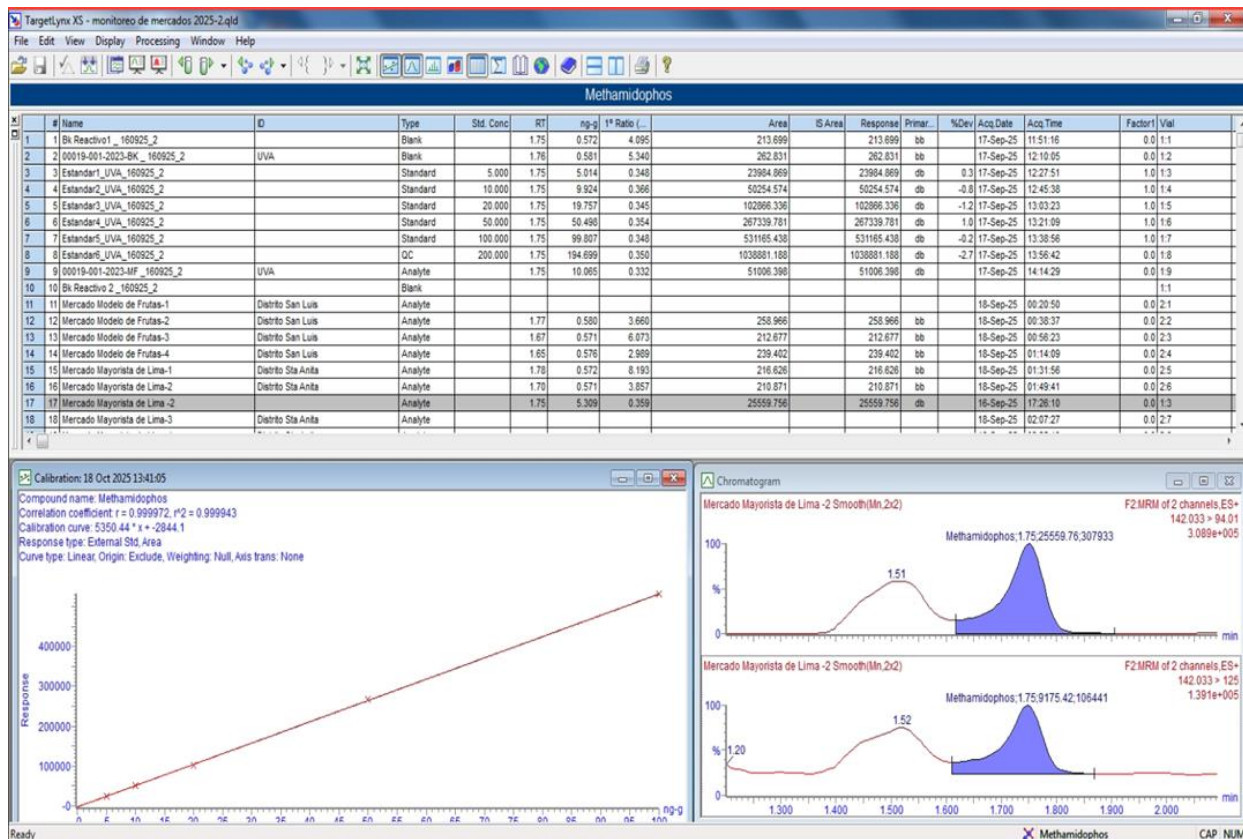 TargetLynx XS - monitoreo de mercados 2025-2.qld
File Edit View Display Processing Window Help
Methamidophos
# Name ID Type Std. Conc RT ng-g 1º Ratio (... Area IS Area Response Primar... %Dev Acq.Date Acq.Time Factor1 Vial
1 1 Bk Reactivo1 _ 160925_2 Blank 1.75 0.572 4.095 213.699 213.699 bb 17-Sep-25 11:51:16 0.0 1:1
2 2 00019-001-2023-BK _ 160925_2 UVA Blank 1.76 0.581 5.340 262.831 262.831 bb 17-Sep-25 12:10:05 0.0 1:2
3 3 Estandar1_UVA_160925_2 Standard 5.000 1.75 5.014 0.348 23984.869 23984.869 db 0.3 17-Sep-25 12:27:51 1.0 1:3
4 4 Estandar2_UVA_160925_2 Standard 10.000 1.75 9.924 0.366 50254.574 50254.574 db -0.8 17-Sep-25 12:45:38 1.0 1:4
5 5 Estandar3_UVA_160925_2 Standard 20.000 1.75 19.757 0.345 102866.336 102866.336 db -1.2 17-Sep-25 13:03:23 1.0 1:5
6 6 Estandar4_UVA_160925_2 Standard 50.000 1.75 50.498 0.354 267339.781 267339.781 db 1.0 17-Sep-25 13:21:09 1.0 1:6
7 7 Estandar5_UVA_160925_2 Standard 100.000 1.75 99.807 0.348 531165.438 531165.438 db -0.2 17-Sep-25 13:38:56 1.0 1:7
8 8 Estandar6_UVA_160925_2 QC 200.000 1.75 194.699 0.350 1038881.188 1038881.188 db -2.7 17-Sep-25 13:56:42 0.0 1:8
9 9 00019-001-2023-MF _160925_2 UVA Analyte 1.75 10.065 0.332 51006.398 51006.398 db 17-Sep-25 14:14:29 0.0 1:9
10 10 Bk Reactivo 2 _160925_2 Blank 1:1
11 11 Mercado Modelo de Frutas-1 Distrito San Luis Analyte 18-Sep-25 00:20:50 0.0 2:1
12 12 Mercado Modelo de Frutas-2 Distrito San Luis Analyte 1.77 0.580 3.660 258.966 258.966 bb 18-Sep-25 00:38:37 0.0 2:2
13 13 Mercado Modelo de Frutas-3 Distrito San Luis Analyte 1.67 0.571 6.073 212.677 212.677 bb 18-Sep-25 00:56:23 0.0 2:3
14 14 Mercado Modelo de Frutas-4 Distrito San Luis Analyte 1.65 0.576 2.989 239.402 239.402 bb 18-Sep-25 01:14:09 0.0 2:4
15 15 Mercado Mayorista de Lima-1 Distrito Sta Anita Analyte 1.78 0.572 8.193 216.626 216.626 bb 18-Sep-25 01:31:56 0.0 2:5
16 16 Mercado Mayorista de Lima-2 Distrito Sta Anita Analyte 1.70 0.571 3.857 210.871 210.871 bb 18-Sep-25 01:49:41 0.0 2:6
17 17 Mercado Mayorista de Lima -2 Analyte 1.75 5.309 0.359 25559.756 25559.756 db 16-Sep-25 17:26:10 0.0 1:3
18 18 Mercado Mayorista de Lima-3 Distrito Sta Anita Analyte 18-Sep-25 02:07:27 0.0 2:7
Calibration: 18 Oct 2025 13:41:05
Compound name: Methamidophos
Correlation coefficient: r = 0.999972, r^2 = 0.999943
Calibration curve: 5350.44 * x + -2844.1
Response type: External Std, Area
Curve type: Linear, Origin: Exclude, Weighting: Null, Axis trans: None
Response
400000
300000
200000
100000
-0
0 5 10 15 20 25 30 35 40 45 50 55 60 65 70 75 80 85 90 95 100 ng-g
Chromatogram
Mercado Mayorista de Lima -2 Smooth(Mn,2x2)
F2:MRM of 2 channels,ES+
142.033 > 94.01
3.089e+005
Methamidophos;1.75;25559.76;307933
1.51
100
%
0
min
Mercado Mayorista de Lima -2 Smooth(Mn,2x2)
F2:MRM of 2 channels,ES+
142.033 > 125
1.391e+005
Methamidophos;1.75;9175.42;106441
1.52
1.20
100
%
0
min
1.300 1.400 1.500 1.600 1.700 1.800 1.900 2.000
Ready
Methamidophos CAP NUM